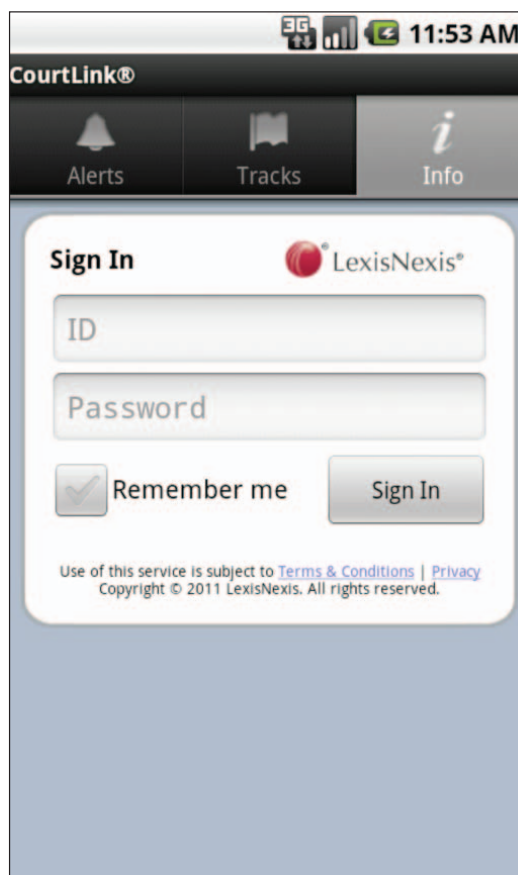 3G 11:53 AM
CourtLink®
Alerts Tracks i Info
Sign In LexisNexis®
ID
Password
Remember me Sign In
Use of this service is subject to Terms & Conditions | Privacy
Copyright © 2011 LexisNexis. All rights reserved.